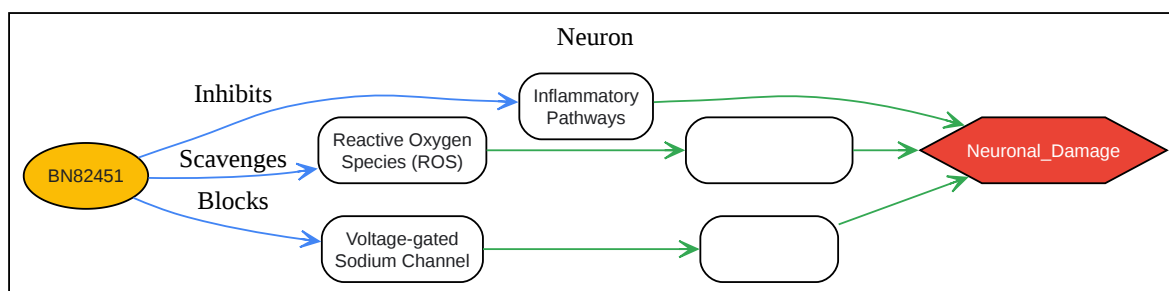 Neuron
Inhibits
Inflammatory
Pathways
Scavenges
Reactive Oxygen
Species (ROS)
Neuronal_Damage
BN82451
Blocks
Voltage-gated
Sodium Channel